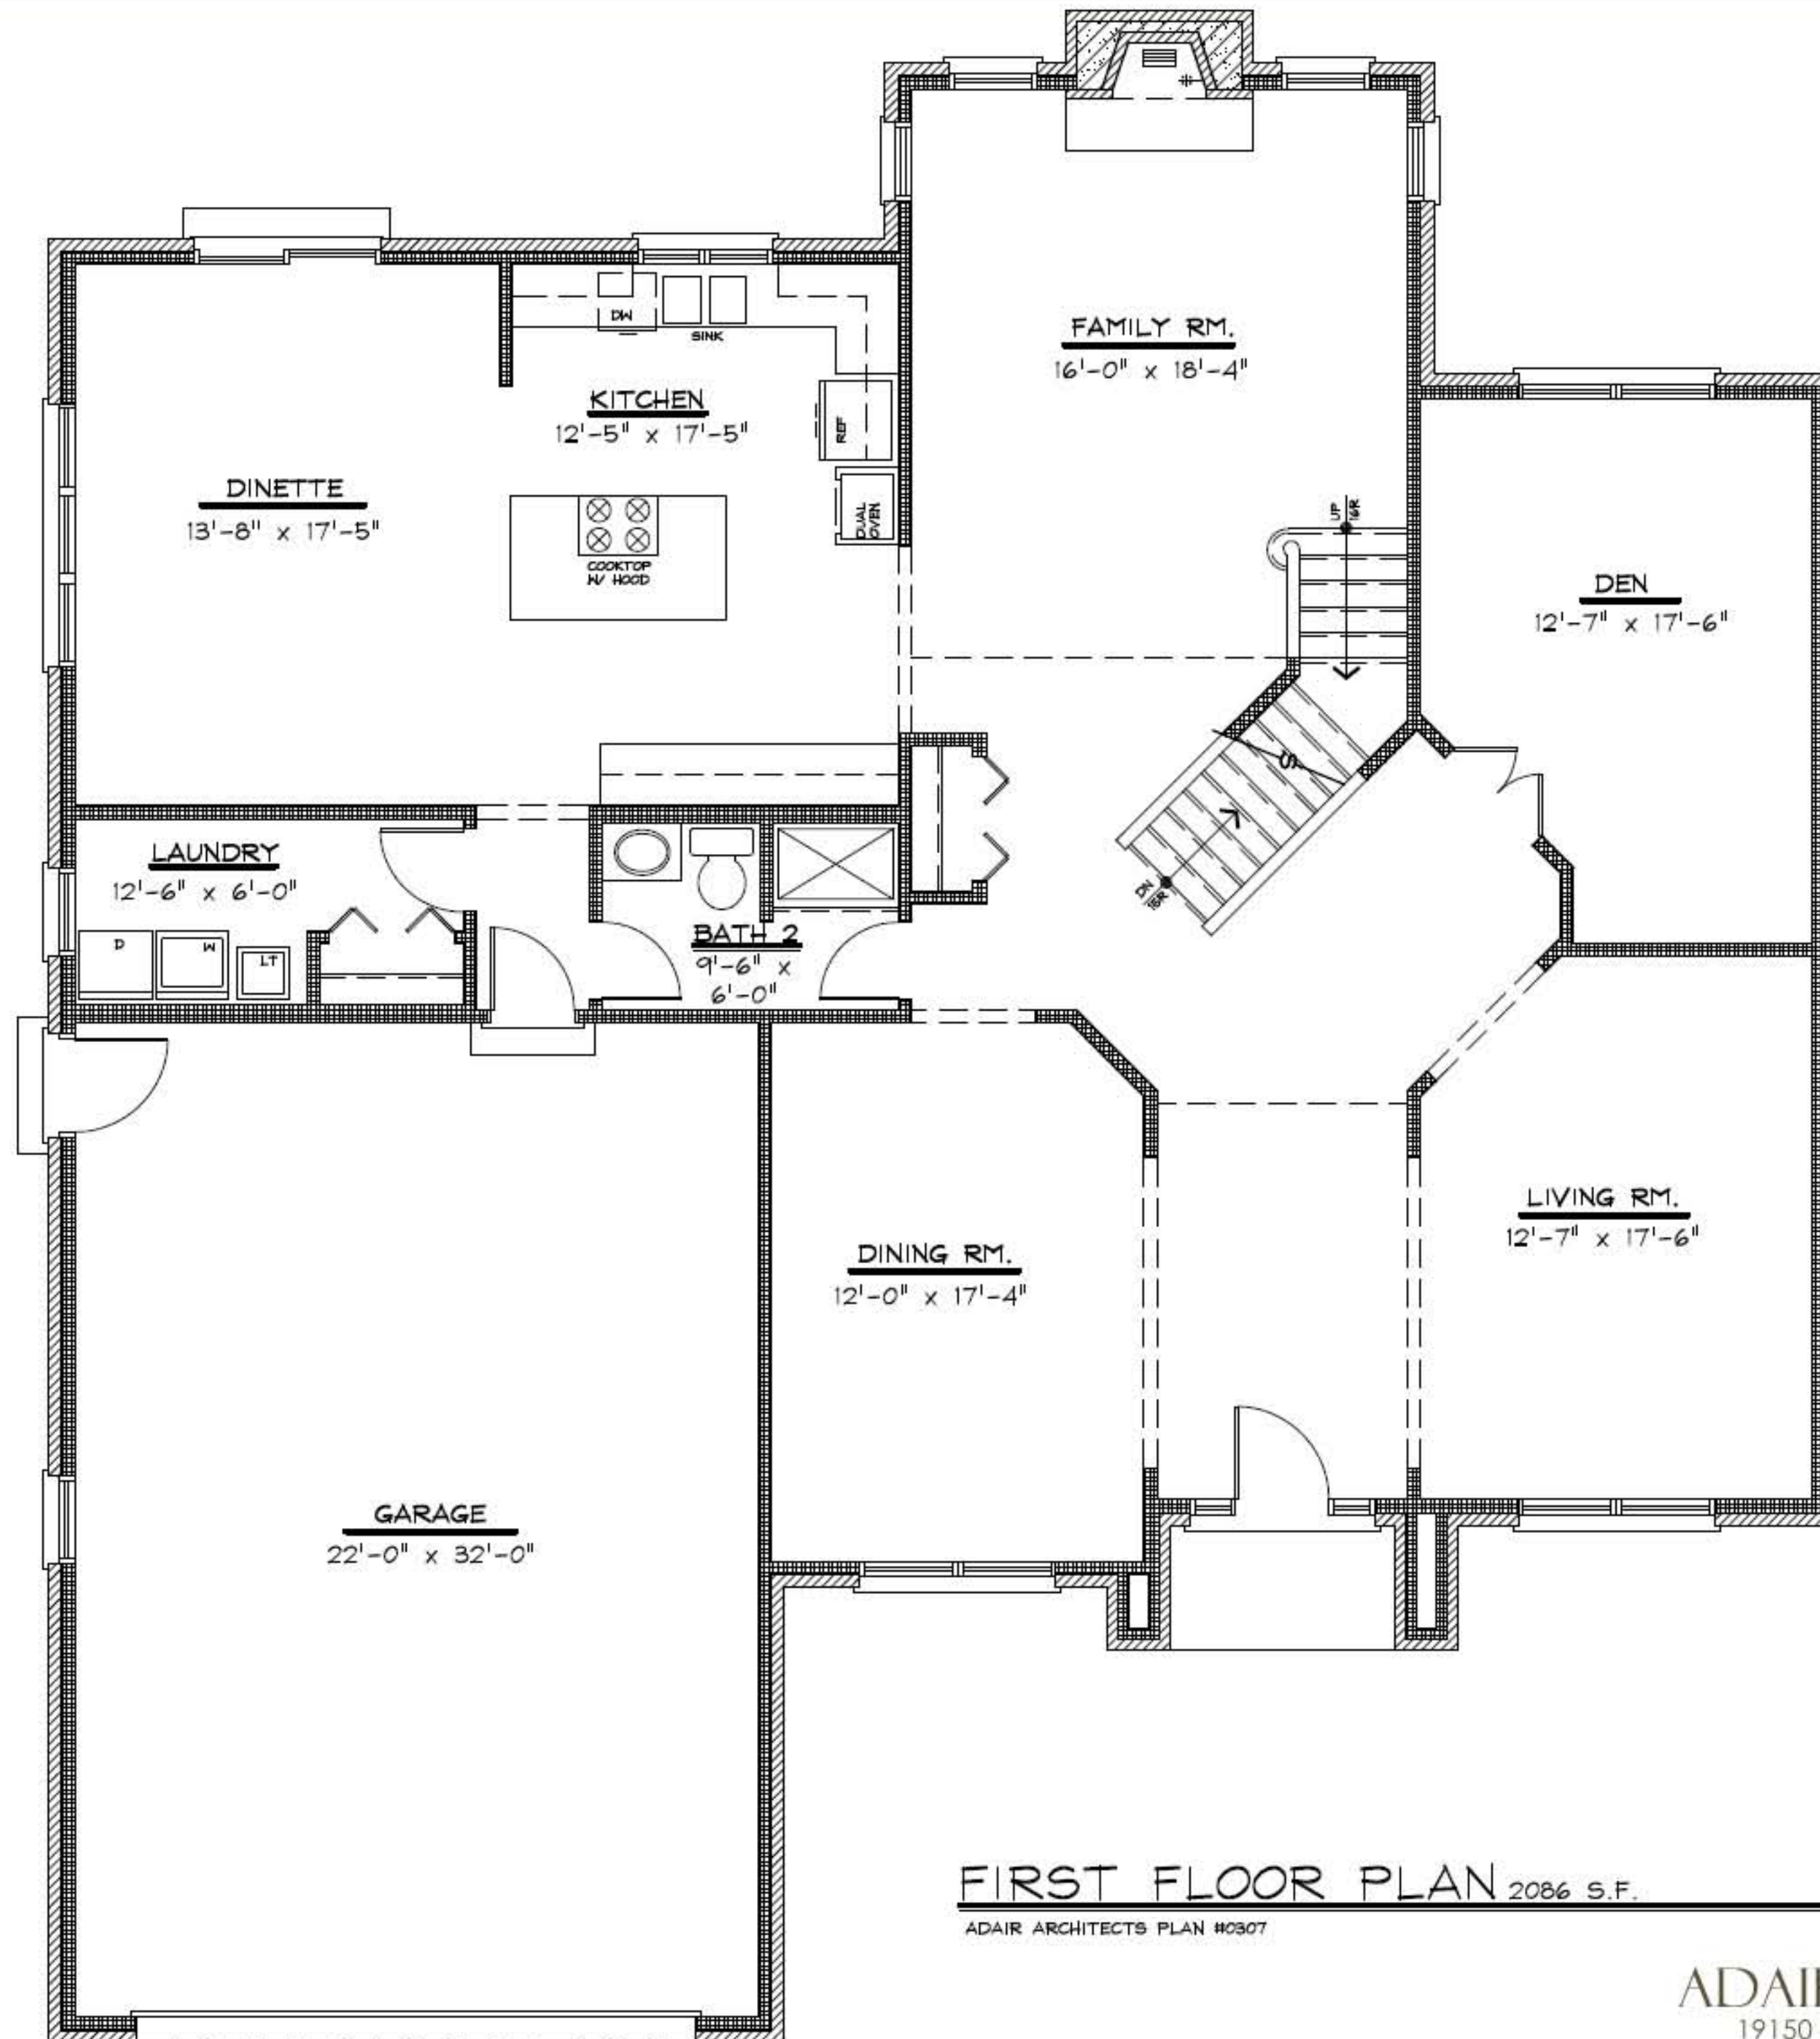 FAMILY RM.
16'-0" x 18'-4"
DW
SINK
KITCHEN
12'-5" x 17'-5"
REF
DINETTE
13'-8" x 17'-5"
DUAL
OVEN
COOKTOP
W/ HOOD
UP
16R
DEN
12'-7" x 17'-6"
DN
LAUNDRY
12'-6" x 6'-0"
D
W
LT
BATH 2
9'-6" x
6'-0"
LIVING RM.
12'-7" x 17'-6"
DINING RM.
12'-0" x 17'-4"
GARAGE
22'-0" x 32'-0"
FIRST FLOOR PLAN 2086 S.F.
ADAIR ARCHITECTS PLAN #0307
19150